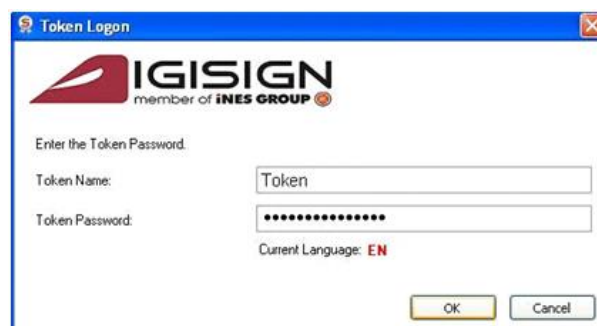 Token Logon
DIGISIGN
member of iNES GROUP
Enter the Token Password.
Token Name: Token
Token Password: •••••••••••••••
Current Language: EN
OK Cancel